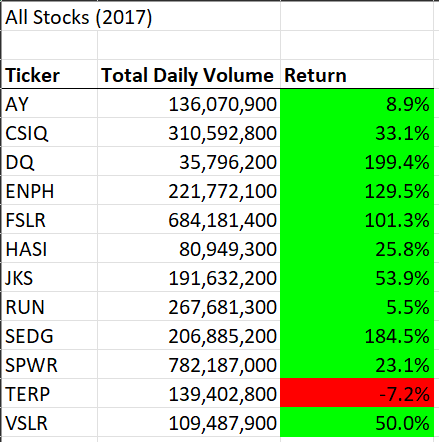 All Stocks (2017)
Ticker Total Daily Volume Return
AY 136,070,900 8.9%
CSIQ 310,592,800 33.1%
DQ 35,796,200 199.4%
ENPH 221,772,100 129.5%
FSLR 684,181,400 101.3%
HASI 80,949,300 25.8%
JKS 191,632,200 53.9%
RUN 267,681,300 5.5%
SEDG 206,885,200 184.5%
SPWR 782,187,000 23.1%
TERP 139,402,800 -7.2%
VSLR 109,487,900 50.0%